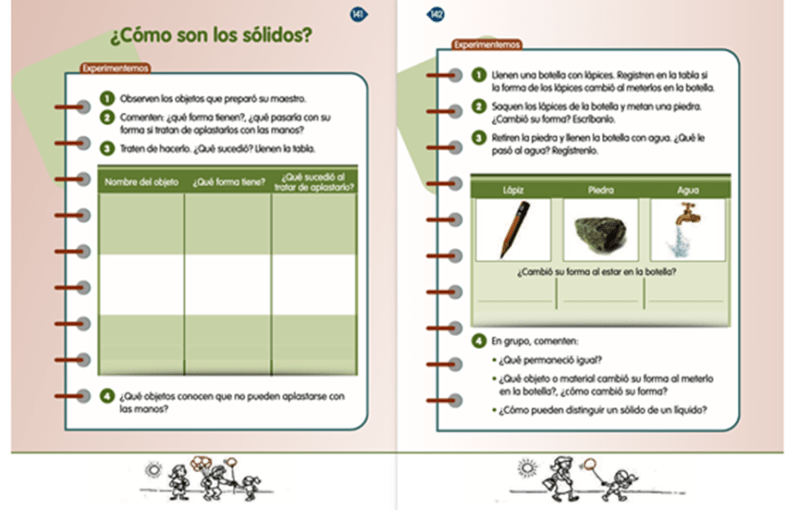 141
¿Cómo son los sólidos?
Experimentemos
1 Observen los objetos que preparó su maestro.
2 Comenten: ¿qué forma tienen?, ¿qué pasaría con su
forma si tratan de aplastarlos con las manos?
3 Traten de hacerlo. ¿Qué sucedió? Llenen la tabla.
Nombre del objeto
¿Qué forma tiene?
¿Qué sucedió al
tratar de aplastarlo?
4 ¿Qué objetos conocen que no pueden aplastarse con
las manos?
142
Experimentemos
1 Llenen una botella con lápices. Registren en la tabla si
la forma de los lápices cambió al meterlos en la botella.
2 Saquen los lápices de la botella y metan una piedra.
¿Cambió su forma? Escríbanlo.
3 Retiren la piedra y llenen la botella con agua. ¿Qué le
pasó al agua? Regístrenlo.
Lápiz Piedra Agua
¿Cambió su forma al estar en la botella?
4 En grupo, comenten:
• ¿Qué permaneció igual?
• ¿Qué objeto o material cambió su forma al meterlo
en la botella?, ¿cómo cambió su forma?
• ¿Cómo pueden distinguir un sólido de un líquido?